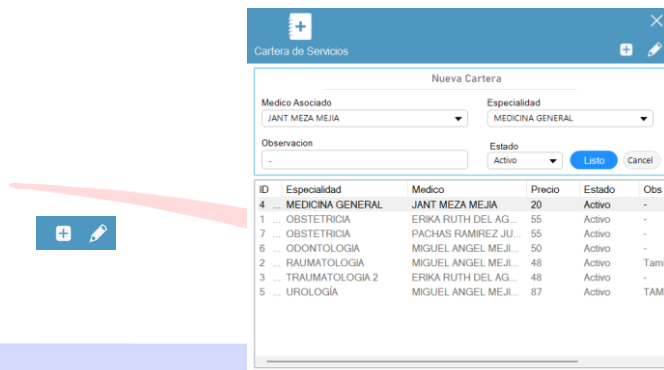 Cartera de Servicios
Nueva Cartera
Medico Asociado Especialidad
JANT MEZA MEJIA MEDICINA GENERAL
Observacion Estado
- Activo Listo Cancel
ID Especialidad Medico Precio Estado Obs
4 ... MEDICINA GENERAL JANT MEZA MEJIA 20 Activo -
1 ... OBSTETRICIA ERIKA RUTH DEL AG... 55 Activo -
7 ... OBSTETRICIA PACHAS RAMIREZ JU... 55 Activo -
6 ... ODONTOLOGIA MIGUEL ANGEL MEJI... 50 Activo -
2 ... RAUMATOLOGIA MIGUEL ANGEL MEJI... 48 Activo Tam
3 ... TRAUMATOLOGIA 2 ERIKA RUTH DEL AG... 48 Activo -
5 ... UROLOGÍA MIGUEL ANGEL MEJI... 87 Activo TAM